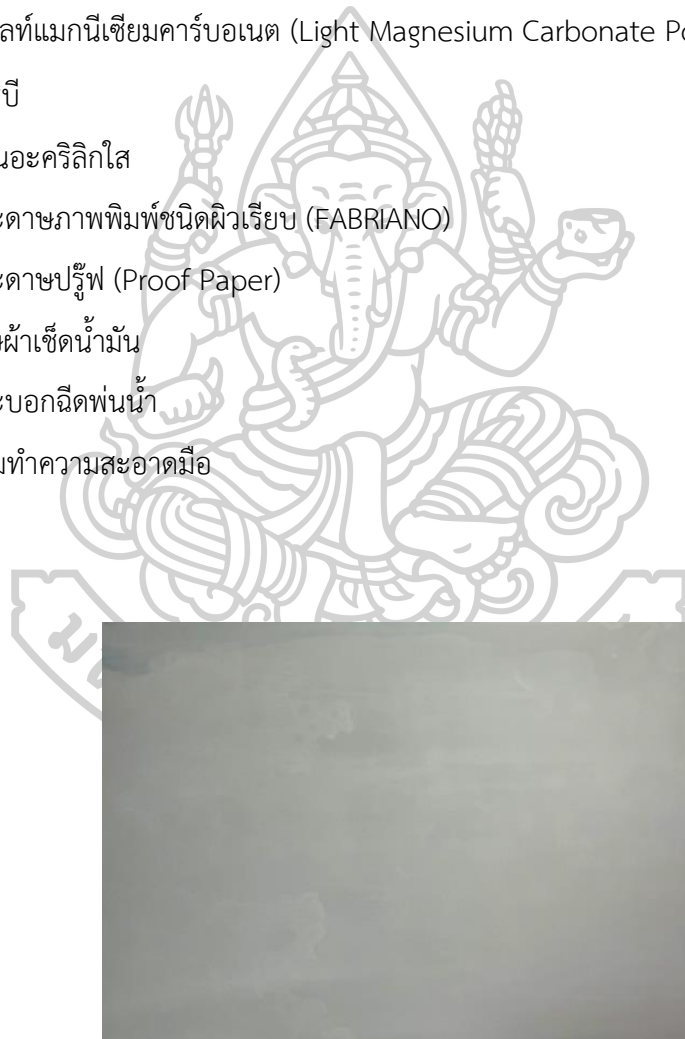 ลท์แมกนีเซียมคาร์บอเนต (Light Magnesium Carbonate Po
บี
นอะคริลิกใส
ะดาษภาพพิมพ์ชนิดผิวเรียบ (FABRIANO)
ะดาษปรู๊ฟ (Proof Paper)
ษผ้าเช็ดน้ำมัน
ะบอกฉีดพ่นน้ำ
มทำความสะอาดมือ